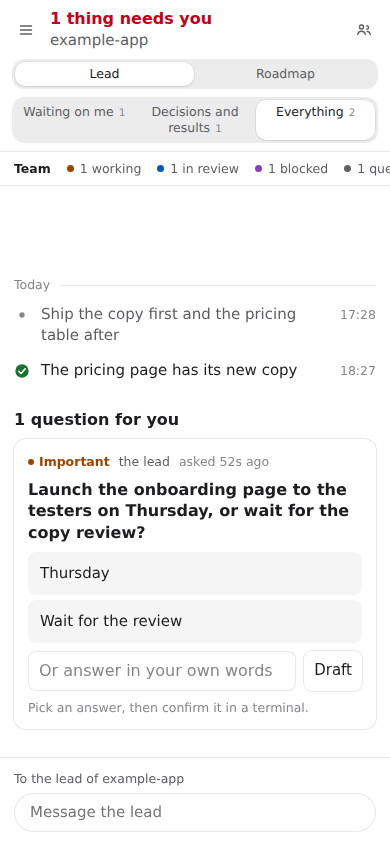 1 thing needs you
example-app
Lead
Roadmap
Waiting on me 1
Decisions and
results 1
Everything 2
Team
1 working
1 in review
1 blocked
1 que
Today
Ship the copy first and the pricing
table after
17:28
The pricing page has its new copy
18:27
1 question for you
Important the lead asked 52s ago
Launch the onboarding page to the
testers on Thursday, or wait for the
copy review?
Thursday
Wait for the review
Or answer in your own words
Draft
Pick an answer, then confirm it in a terminal.
To the lead of example-app
Message the lead